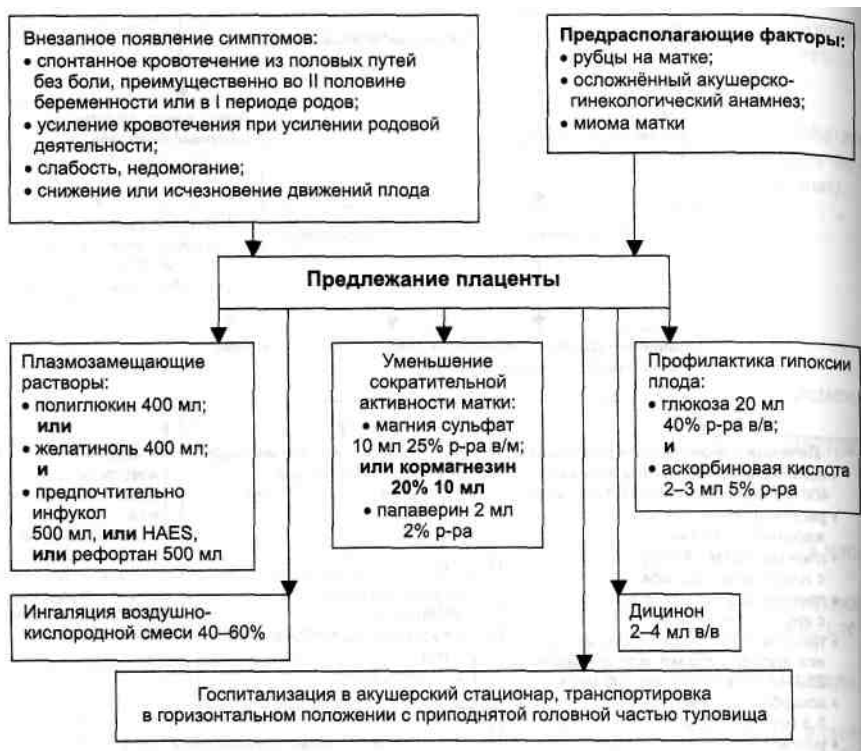 Внезапное появление симптомов:
• спонтанное кровотечение из половых путей
без боли, преимущественно во II половине
беременности или в I периоде родов;
• усиление кровотечения при усилении родовой
деятельности;
• слабость, недомогание;
• снижение или исчезновение движений плода
Предрасполагающие факторы:
• рубцы на матке;
• осложнённый акушерско-
гинекологический анамнез;
• миома матки
Предлежание плаценты
Плазмозамещающие
растворы:
• полиглюкин 400 мл;
или
• желатиноль 400 мл;
и
• предпочтительно
инфукол
500 мл, или HAES,
или рефортан 500 мл
Уменьшение
сократительной
активности матки:
• магния сульфат
10 мл 25% р-ра в/м;
или кормагнезин
20% 10 мл
• папаверин 2 мл
2% р-ра
Профилактика гипоксии
плода:
• глюкоза 20 мл
40% р-ра в/в;
и
• аскорбиновая кислота
2–3 мл 5% р-ра
Ингаляция воздушно-
кислородной смеси 40–60%
Дицинон
2–4 мл в/в
Госпитализация в акушерский стационар, транспортировка
в горизонтальном положении с приподнятой головной частью туловища